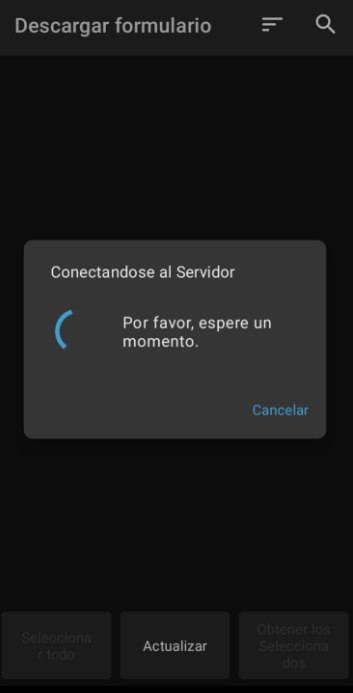 Descargar formulario
Conectandose al Servidor
Por favor, espere un
momento.
Cancelar
Selecciona
r todo
Actualizar
Obtener los
Selecciona
dos